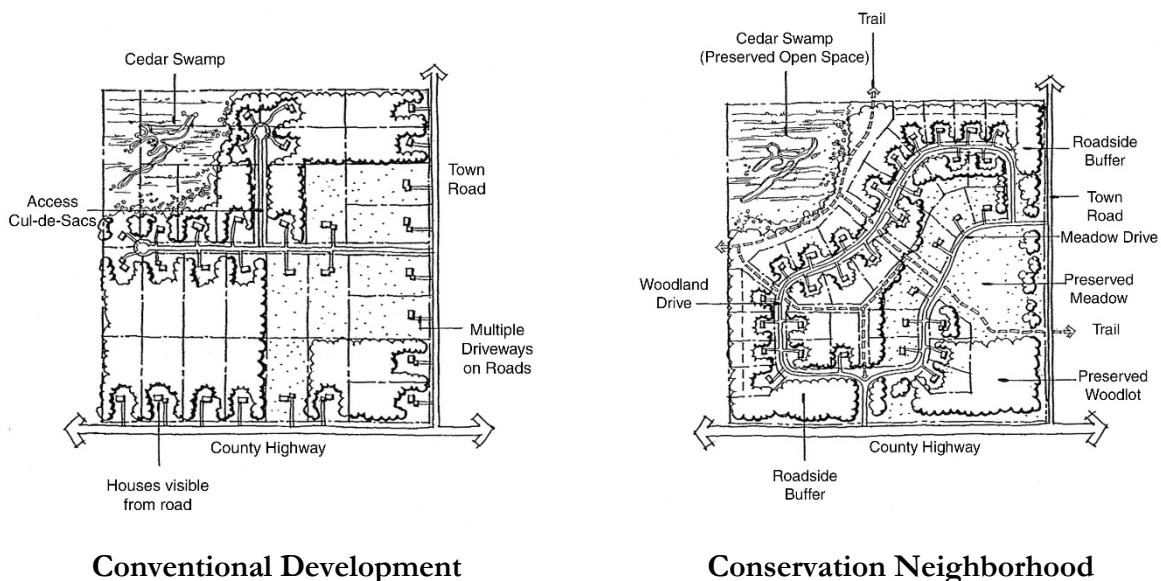 Cedar Swamp
Town
Road
Access
Cul-de-Sacs
Multiple
Driveways
on Roads
County Highway
Houses visible
from road
Conventional Development
Trail
Cedar Swamp
(Preserved Open Space)
Roadside
Buffer
Town
Road
Meadow Drive
Woodland
Drive
Preserved
Meadow
Trail
Preserved
Woodlot
County Highway
Roadside
Buffer
Conservation Neighborhood